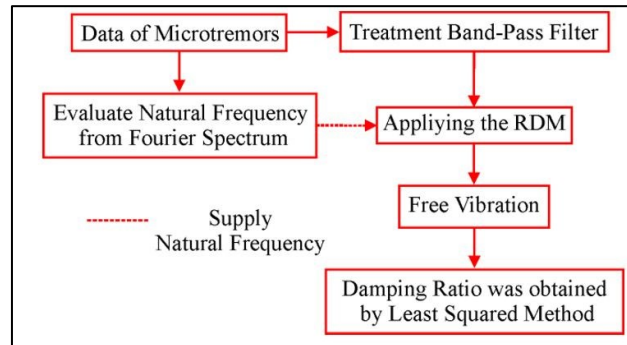 Data of Microtremors
Treatment Band-Pass Filter
Evaluate Natural Frequency
from Fourier Spectrum
Appliying the RDM
Free Vibration
Supply
Natural Frequency
Damping Ratio was obtained
by Least Squared Method